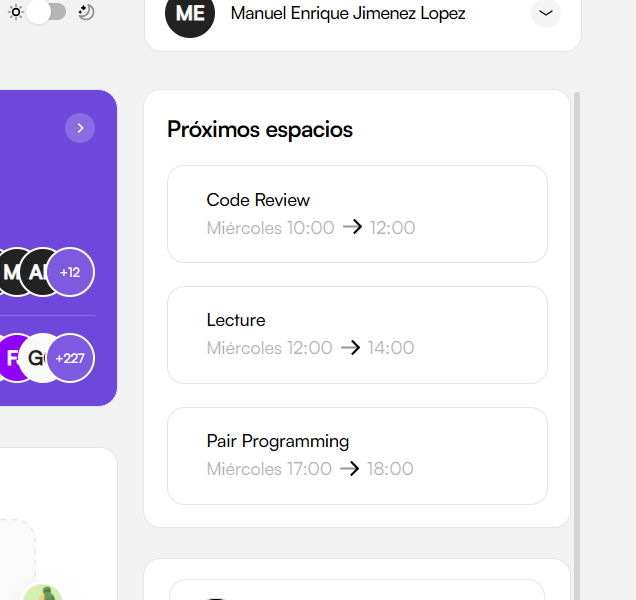 ME
Manuel Enrique Jimenez Lopez
Próximos espacios
Code Review
Miércoles 10:00 → 12:00
+12
Lecture
Miércoles 12:00 → 14:00
+227
Pair Programming
Miércoles 17:00 → 18:00